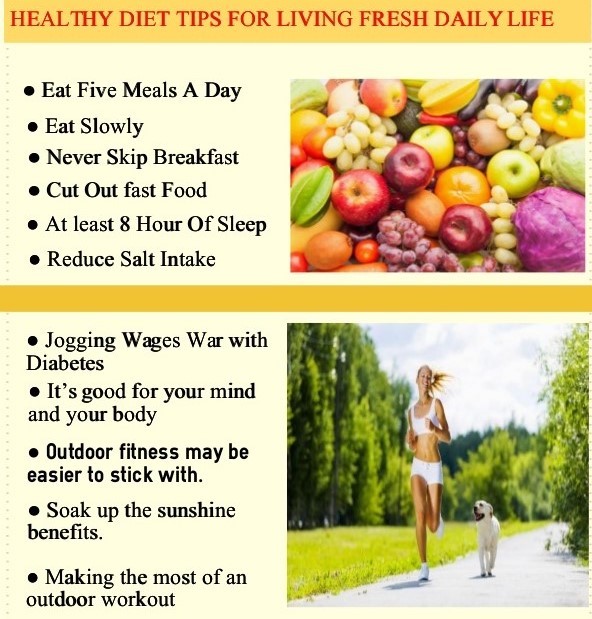 HEALTHY DIET TIPS FOR LIVING FRESH DAILY LIFE
● Eat Five Meals A Day
● Eat Slowly
● Never Skip Breakfast
● Cut Out fast Food
● At least 8 Hour Of Sleep
● Reduce Salt Intake
● Jogging Wages War with
Diabetes
● It's good for your mind
and your body
● Outdoor fitness may be
easier to stick with.
● Soak up the sunshine
benefits.
● Making the most of an
outdoor workout